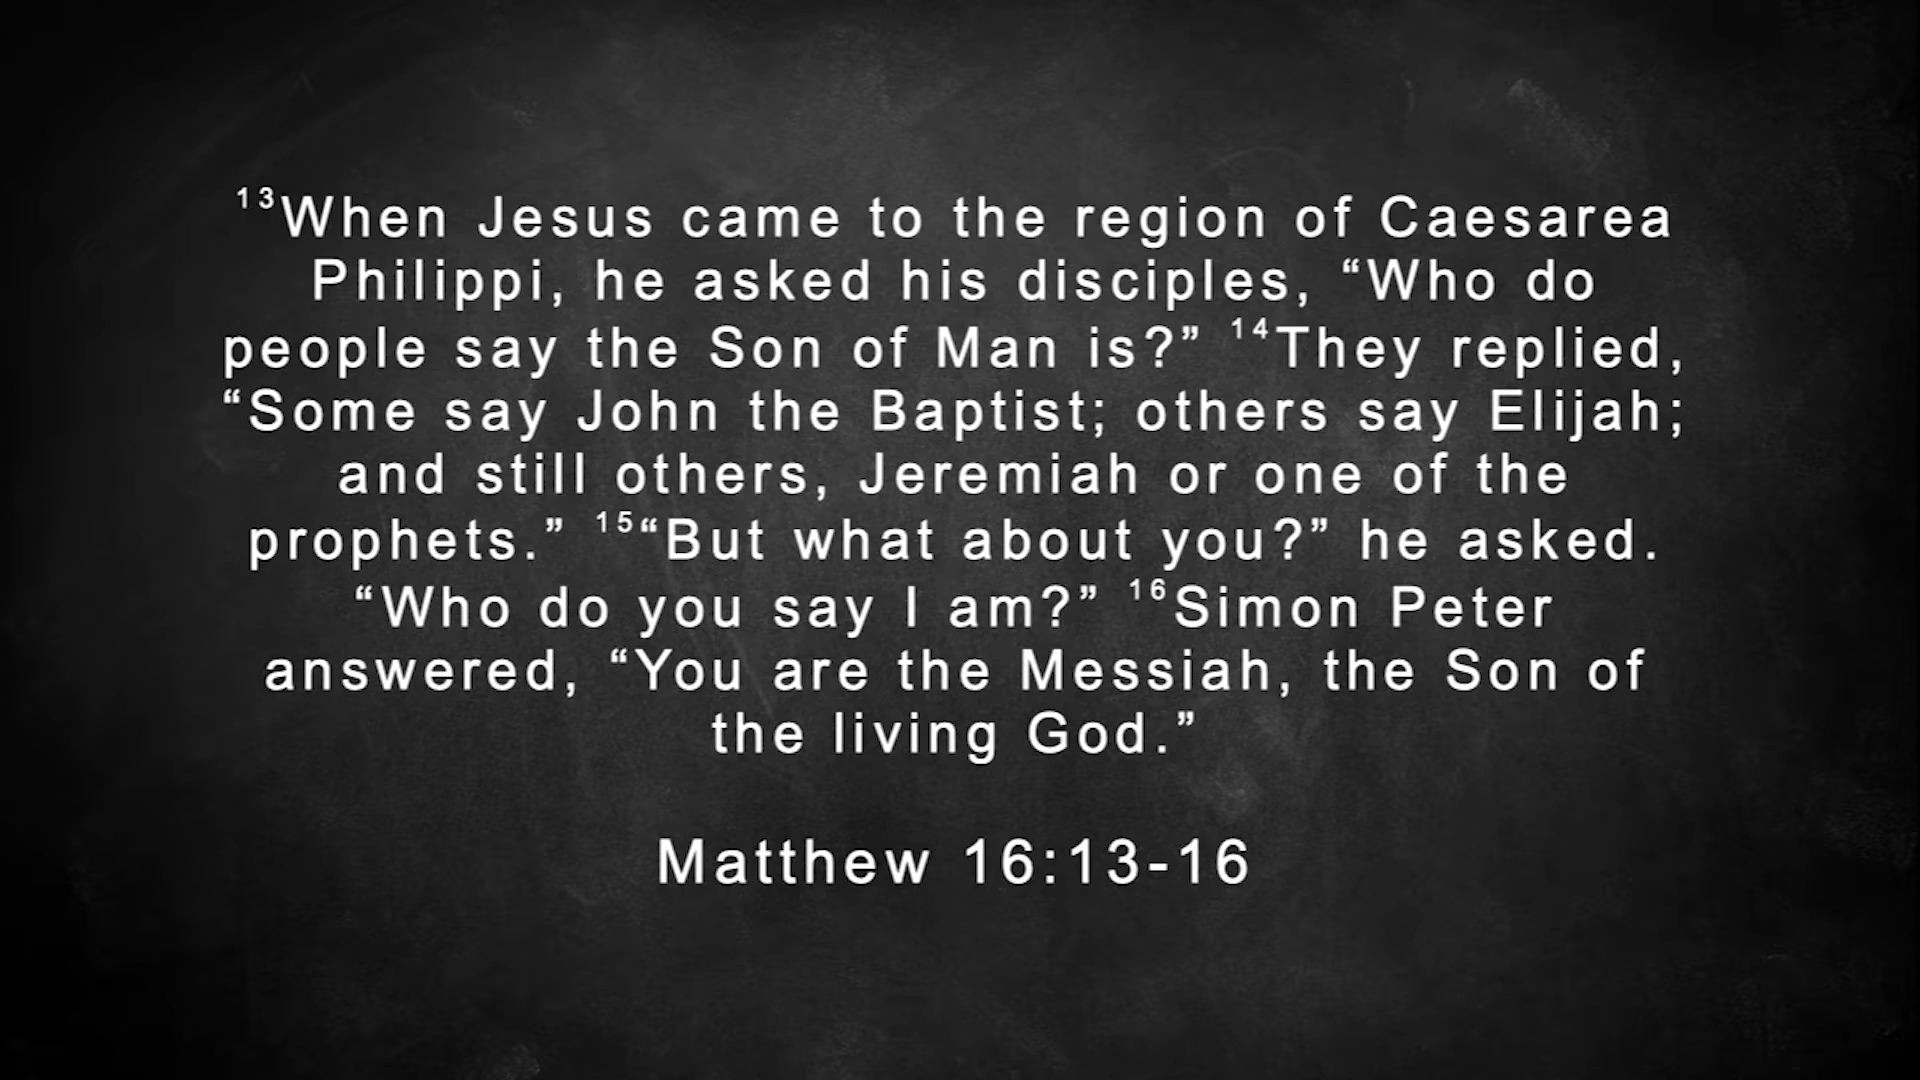 ¹³When Jesus came to the region of Caesarea
Philippi, he asked his disciples, “Who do
people say the Son of Man is?” ¹⁴They replied,
“Some say John the Baptist; others say Elijah;
and still others, Jeremiah or one of the
prophets.” ¹⁵“But what about you?” he asked.
“Who do you say I am?” ¹⁶Simon Peter
answered, “You are the Messiah, the Son of
the living God.”
Matthew 16:13-16